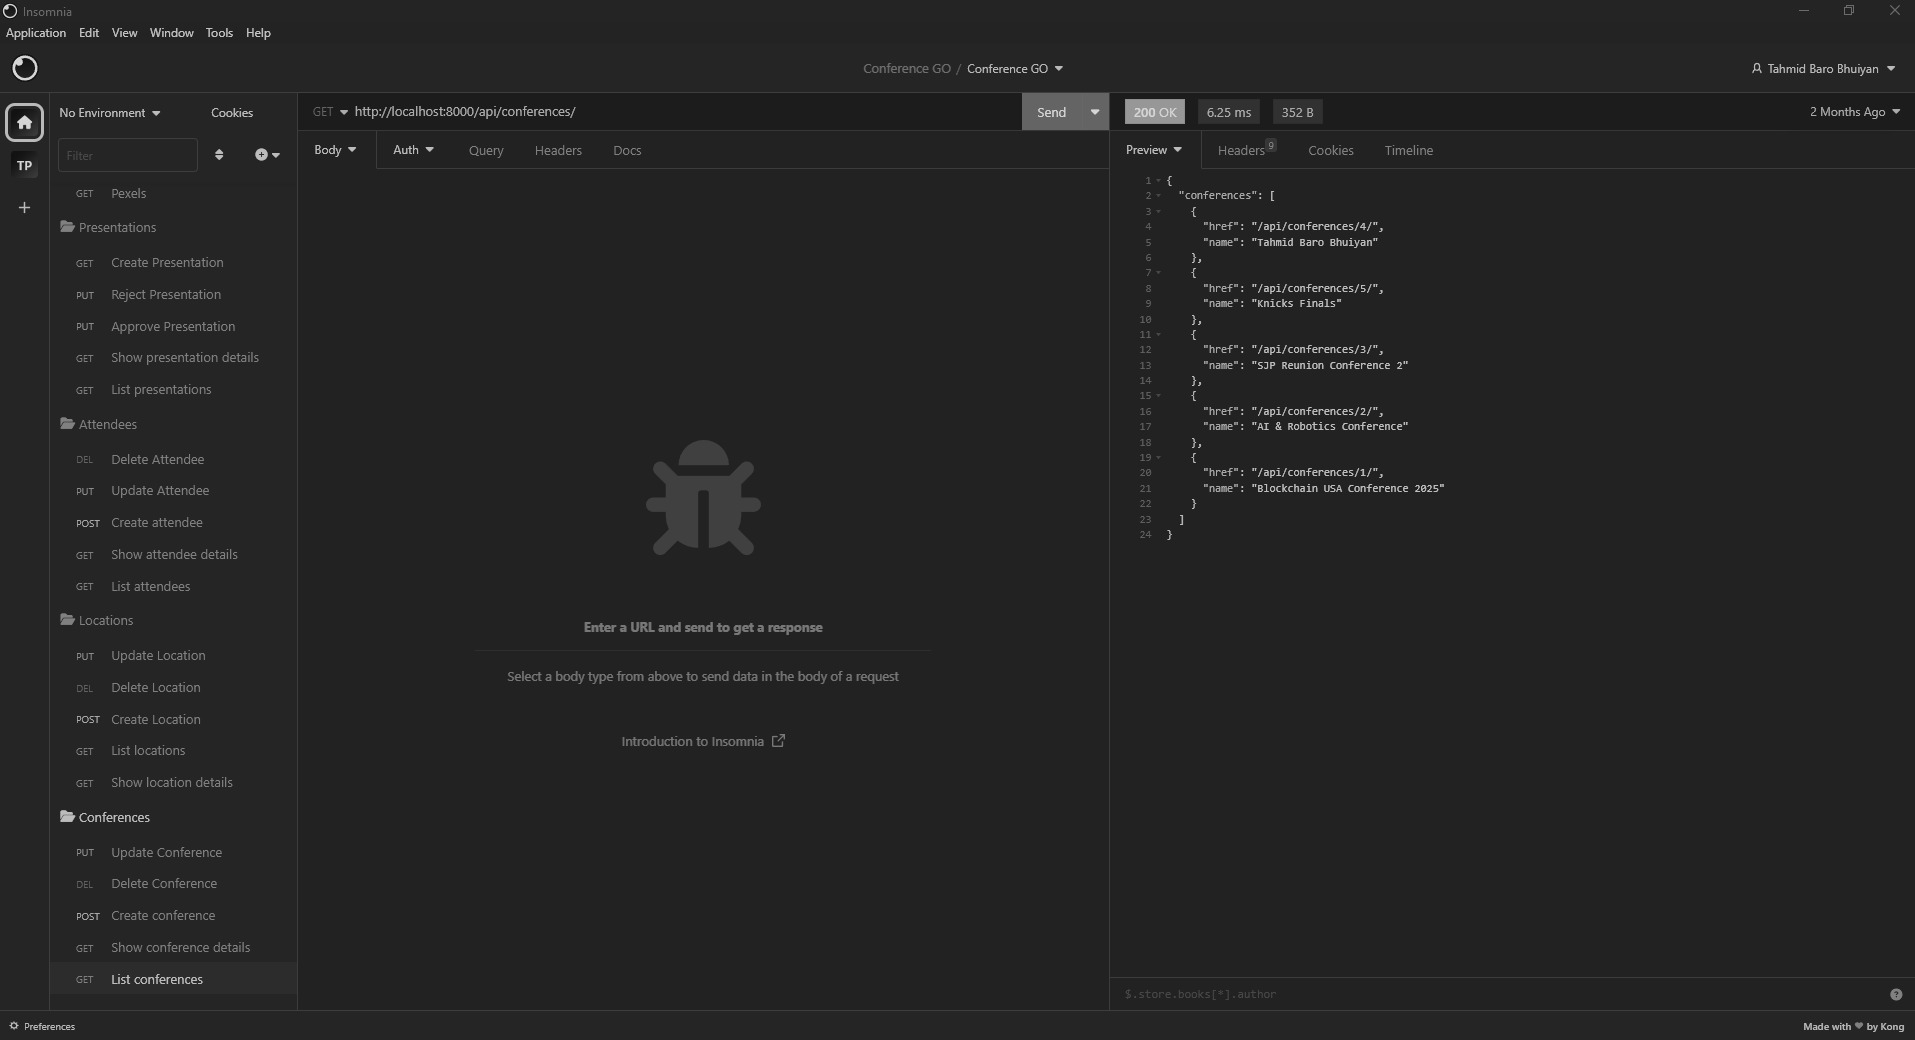 Insomnia
Application Edit View Window Tools Help
Conference GO / Conference GO
Tahmid Baro Bhuiyan
TP
No Environment
Cookies
Filter
GET Pexels
Presentations
GET Create Presentation
PUT Reject Presentation
PUT Approve Presentation
GET Show presentation details
GET List presentations
Attendees
DEL Delete Attendee
PUT Update Attendee
POST Create attendee
GET Show attendee details
GET List attendees
Locations
PUT Update Location
DEL Delete Location
POST Create Location
GET List locations
GET Show location details
Conferences
PUT Update Conference
DEL Delete Conference
POST Create conference
GET Show conference details
GET List conferences
GET http://localhost:8000/api/conferences/
Send
Body Auth Query Headers Docs
Enter a URL and send to get a response
Select a body type from above to send data in the body of a request
Introduction to Insomnia
200 OK 6.25 ms 352 B 2 Months Ago
Preview Headers 9 Cookies Timeline
1 {
2 "conferences": [
3 {
4 "href": "/api/conferences/4/",
5 "name": "Tahmid Baro Bhuiyan"
6 },
7 {
8 "href": "/api/conferences/5/",
9 "name": "Knicks Finals"
10 },
11 {
12 "href": "/api/conferences/3/",
13 "name": "SJP Reunion Conference 2"
14 },
15 {
16 "href": "/api/conferences/2/",
17 "name": "AI & Robotics Conference"
18 },
19 {
20 "href": "/api/conferences/1/",
21 "name": "Blockchain USA Conference 2025"
22 }
23 ]
24 }
$.store.books[*].author
Preferences
Made with ♥ by Kong